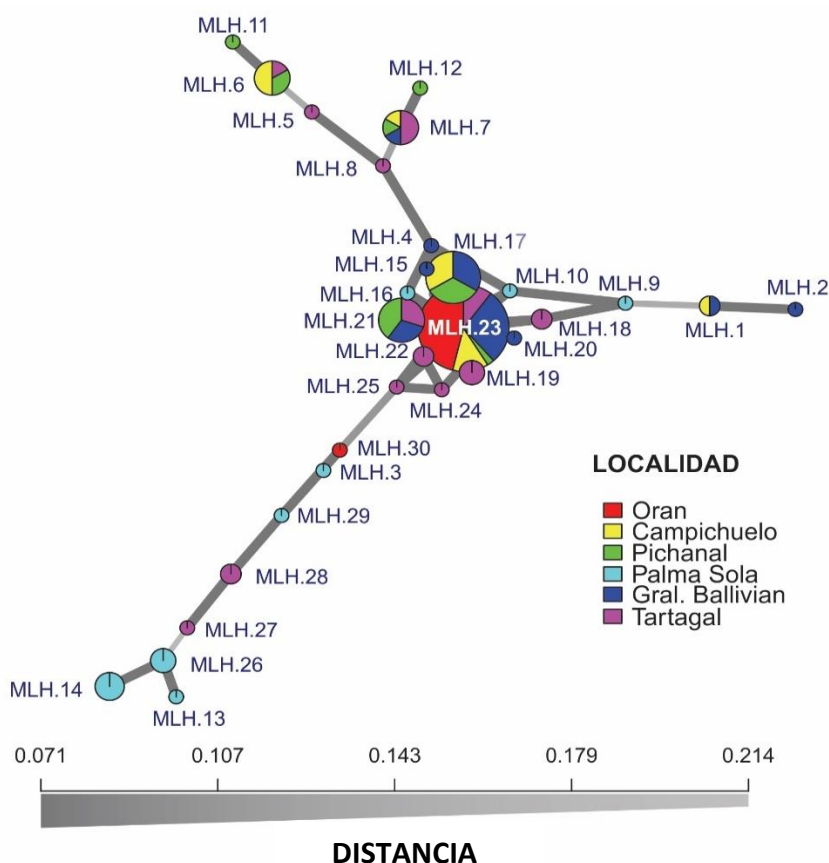 MLH.11
MLH.12
MLH.6
MLH.7
MLH.5
MLH.8
MLH.4
MLH.17
MLH.15
MLH.10
MLH.9
MLH.2
MLH.16
MLH.21
MLH.23
MLH.18
MLH.1
MLH.20
MLH.22
MLH.19
MLH.25
MLH.24
MLH.30
MLH.3
MLH.29
MLH.28
MLH.27
MLH.26
MLH.14
MLH.13
LOCALIDAD
Oran
Campichuelo
Pichanal
Palma Sola
Gral. Ballivian
Tartagal
0.071 0.107 0.143 0.179 0.214
DISTANCIA